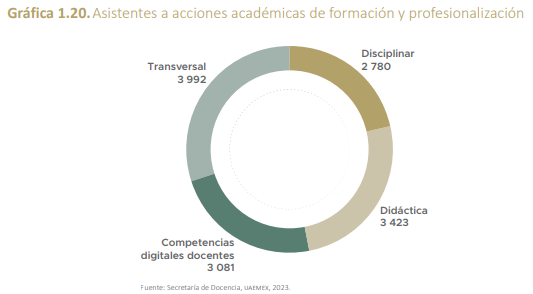 Gráfica 1.20. Asistentes a acciones académicas de formación y profesionalización
Disciplinar
2 780
Transversal
3 992
Didáctica
3 423
Competencias
digitales docentes
3 081
Fuente: Secretaría de Docencia, UAEMEX, 2023.